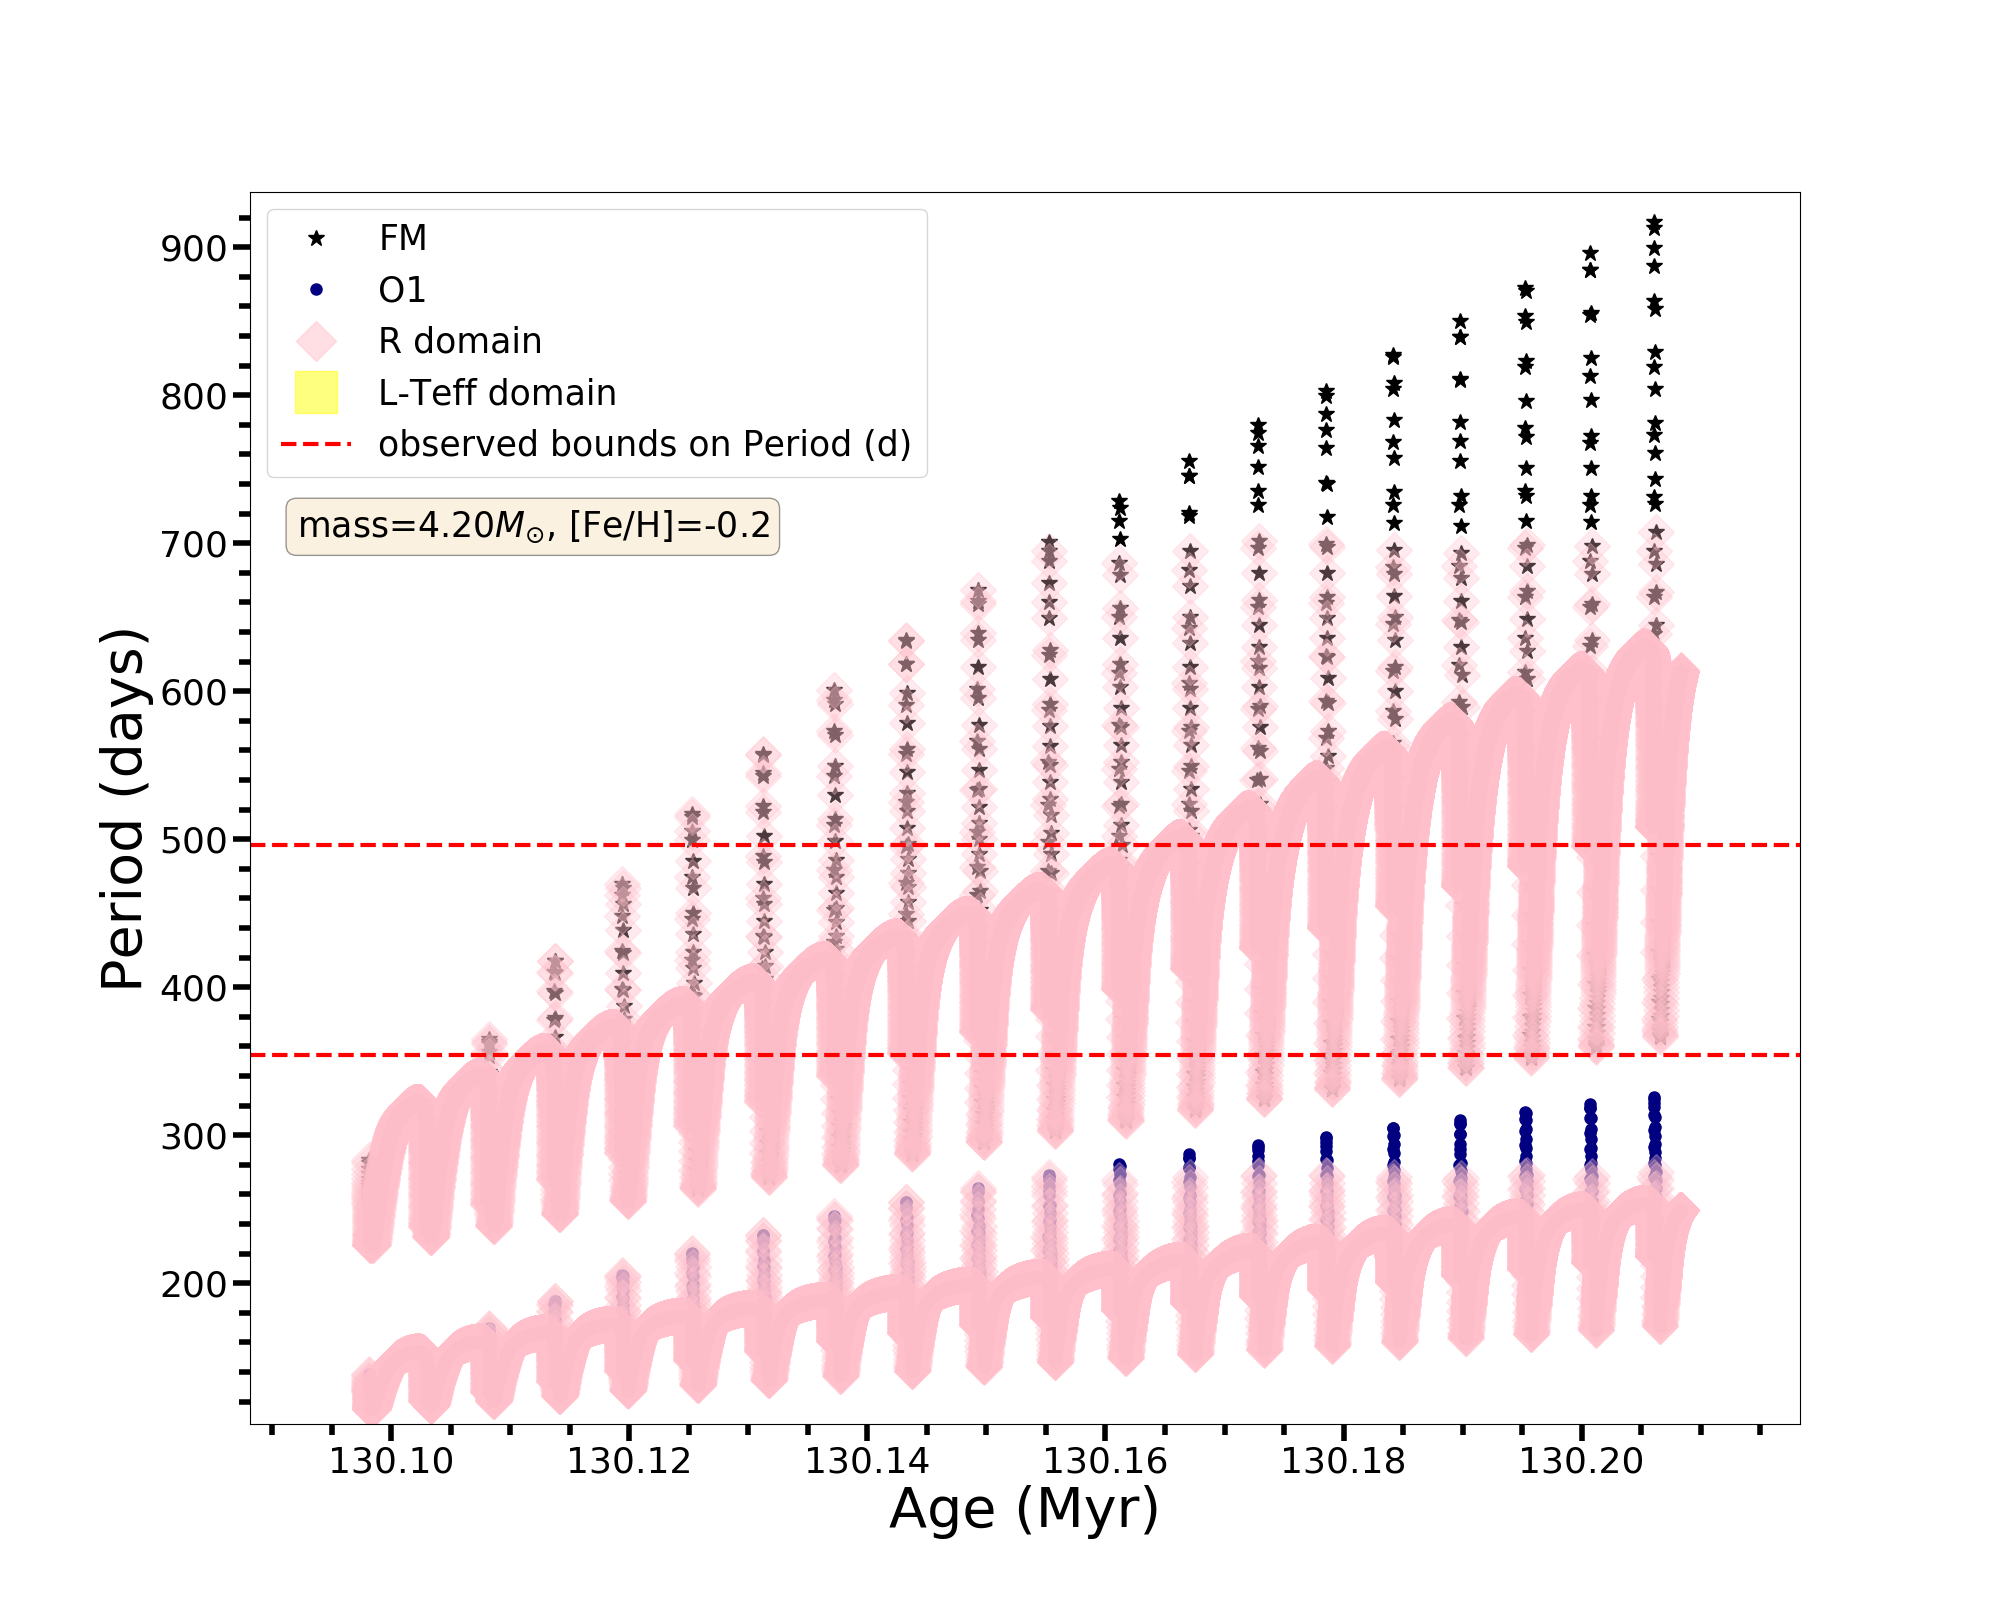 FM
O1
R domain
L-Teff domain
observed bounds on Period (d)
mass=4.20M⊙, [Fe/H]=-0.2
900
800
700
600
500
400
300
200
Period (days)
130.10 130.12 130.14 130.16 130.18 130.20
Age (Myr)